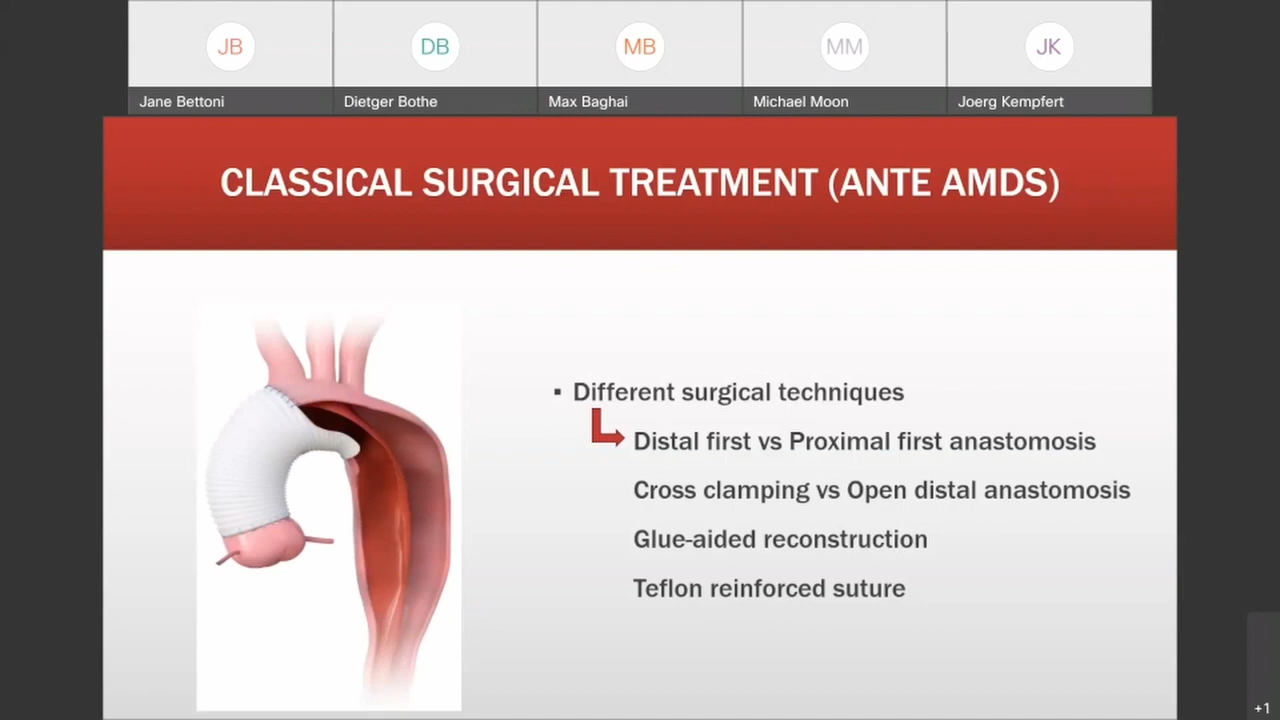 JB
DB
MB
MM
JK
Jane Bettoni
Dietger Bothe
Max Baghai
Michael Moon
Joerg Kempfert
CLASSICAL SURGICAL TREATMENT (ANTE AMDS)
▪ Different surgical techniques
Distal first vs Proximal first anastomosis
Cross clamping vs Open distal anastomosis
Glue-aided reconstruction
Teflon reinforced suture
+1